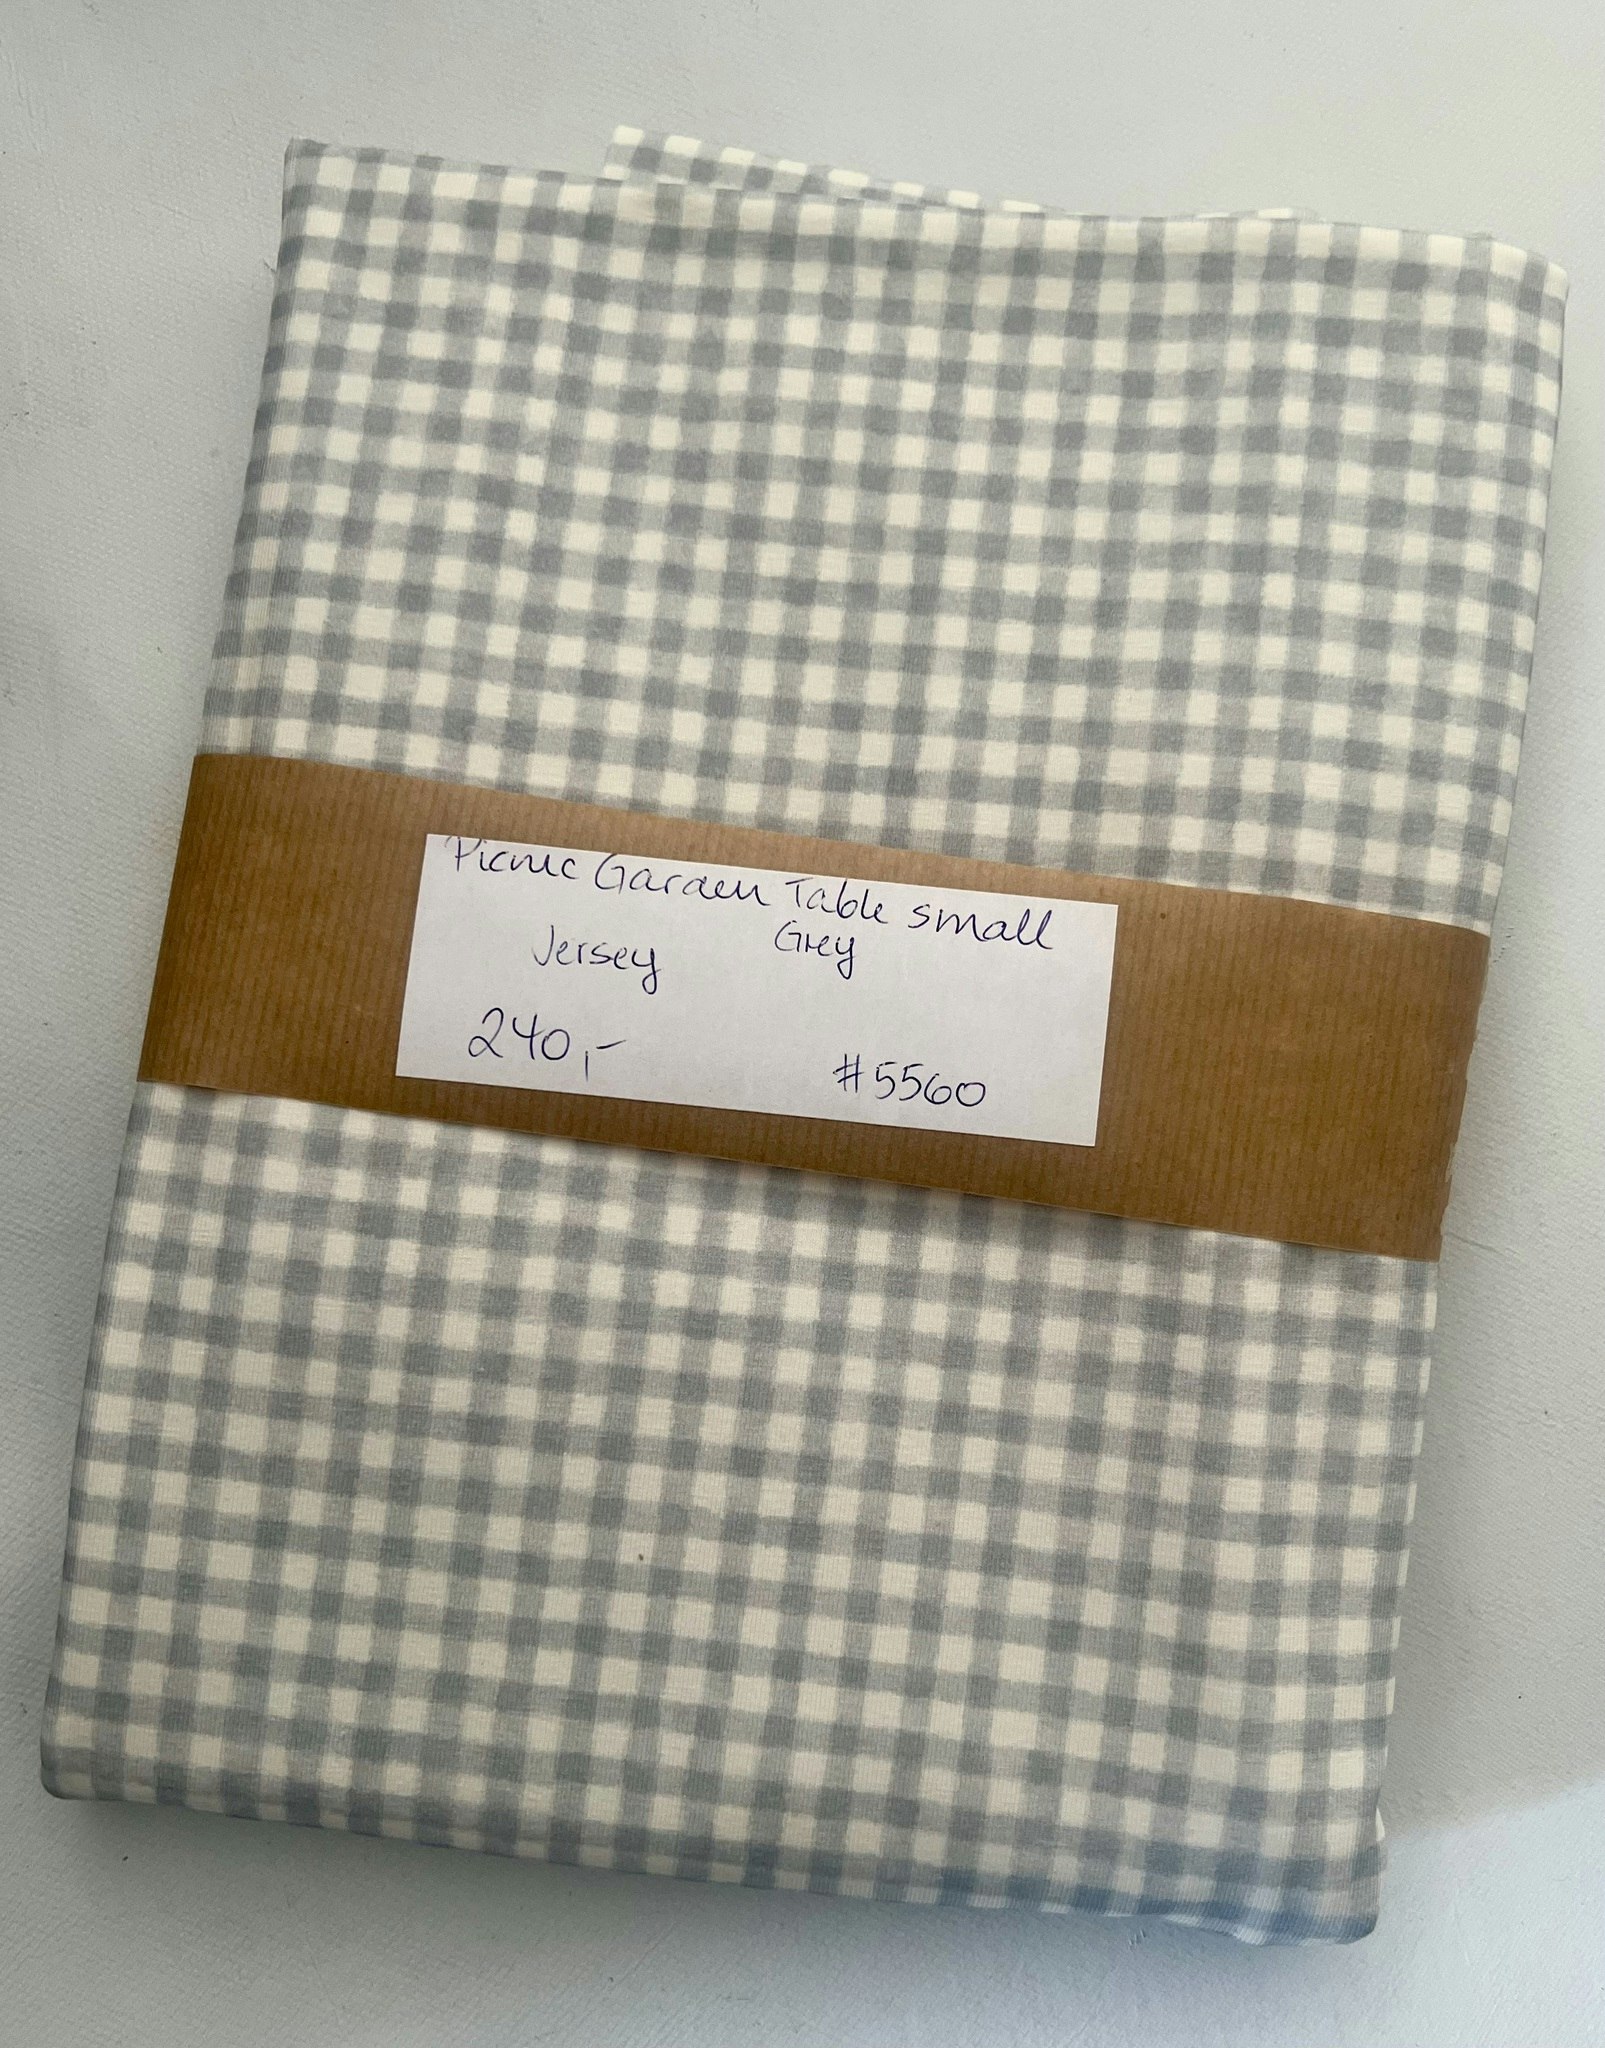 Picnic Garden Table small
Jersey Grey
240,-
#5560